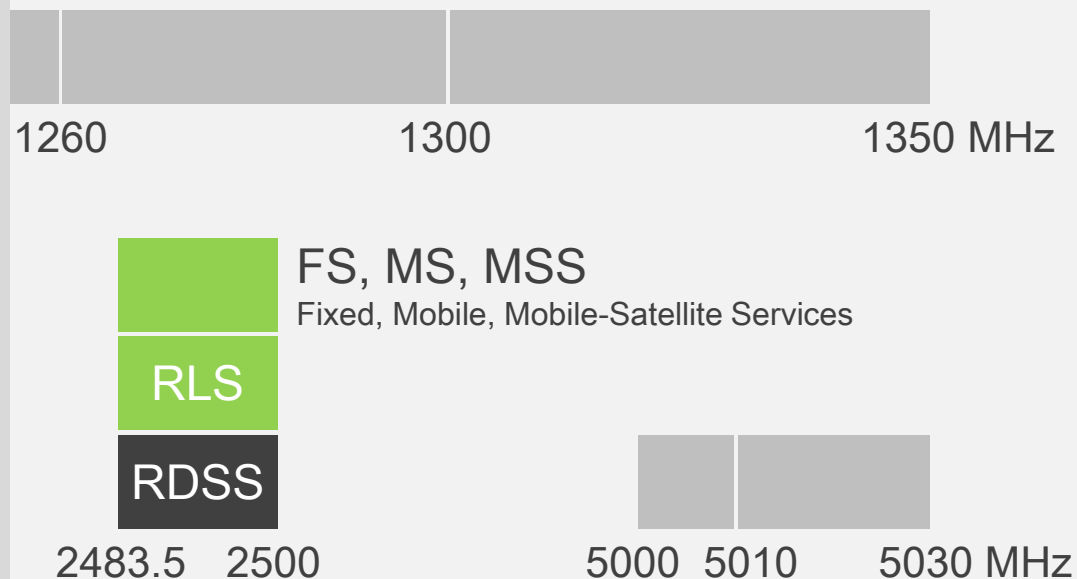 1260 1300 1350 MHz
FS, MS, MSS
Fixed, Mobile, Mobile-Satellite Services
RLS
RDSS
2483.5 2500 5000 5010 5030 MHz